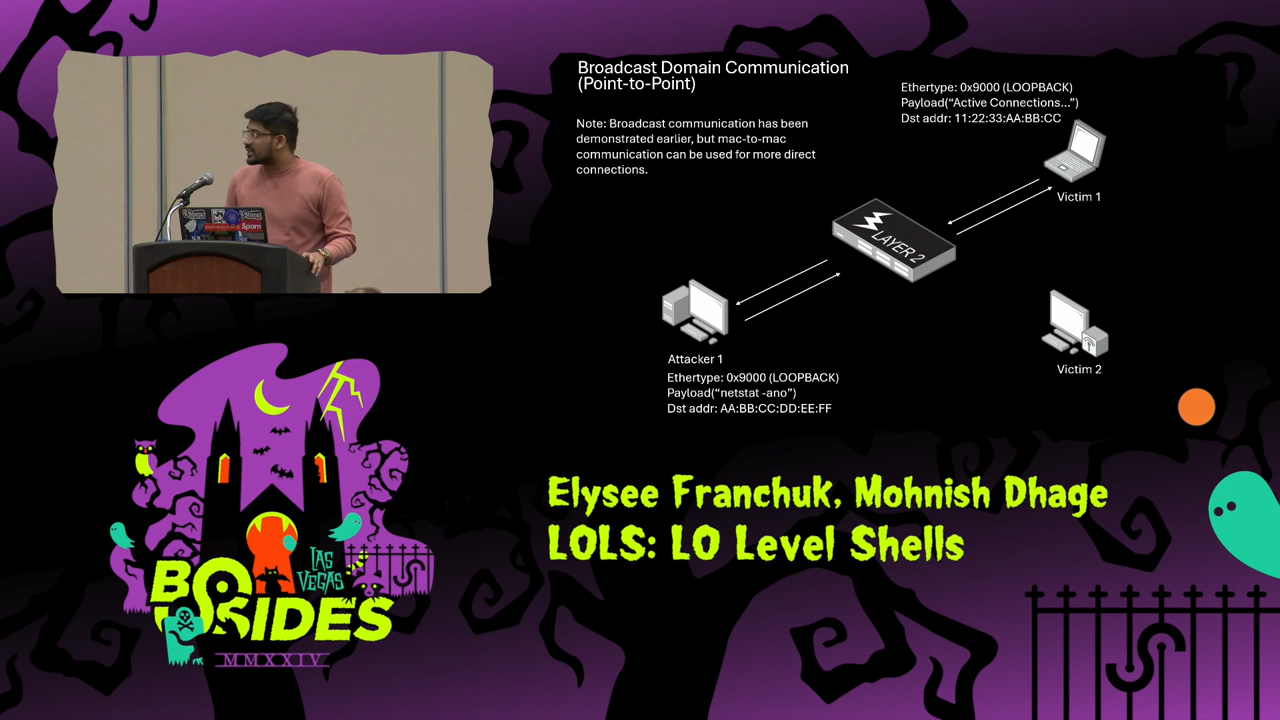 Broadcast Domain Communication
(Point-to-Point)
Note: Broadcast communication has been
demonstrated earlier, but mac-to-mac
communication can be used for more direct
connections.
Ethertype: 0x9000 (LOOPBACK)
Payload("Active Connections...")
Dst addr: 11:22:33:AA:BB:CC
Victim 1
LAYER 2
Attacker 1
Ethertype: 0x9000 (LOOPBACK)
Payload("netstat -ano")
Dst addr: AA:BB:CC:DD:EE:FF
Victim 2
Spam
Elysee Franchuk, Mohnish Dhage
LOLS: LO Level Shells
LAS
VEGAS
BSIDES
MMXXIV